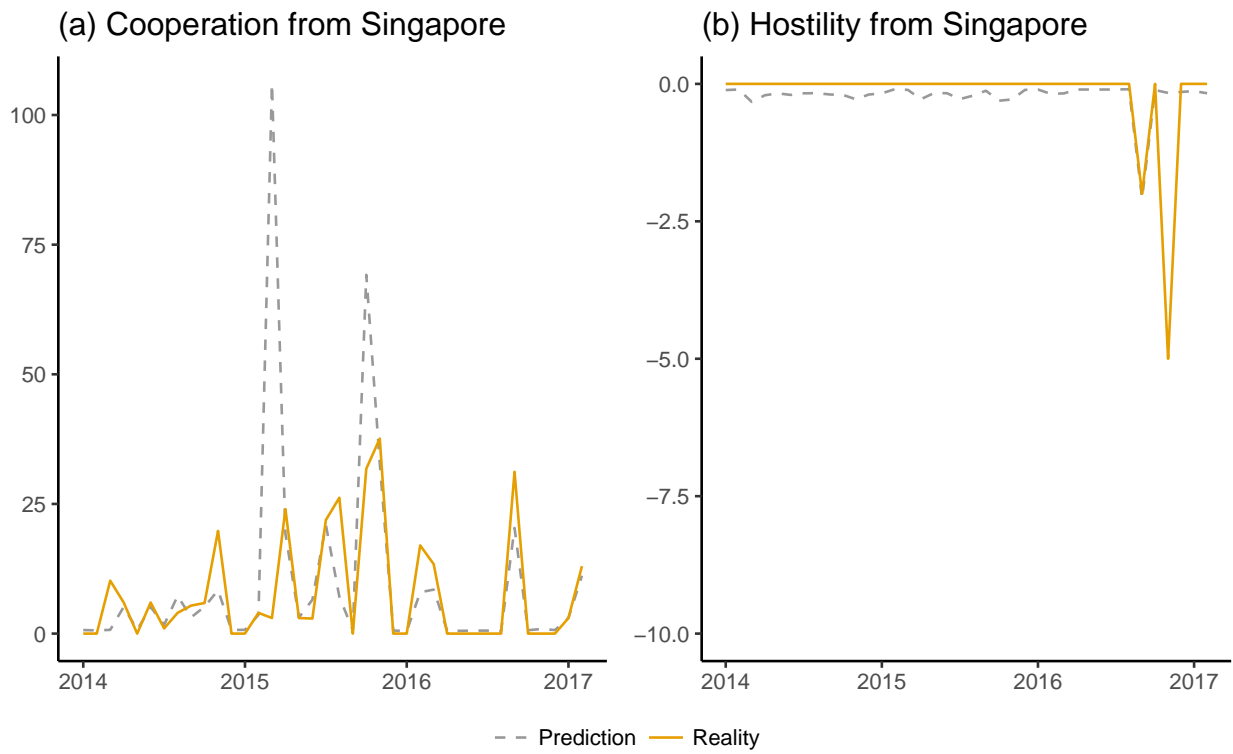 (a) Cooperation from Singapore
100
75
50
25
0
2014 2015 2016 2017
(b) Hostility from Singapore
0.0
−2.5
−5.0
−7.5
−10.0
2014 2015 2016 2017
Prediction Reality